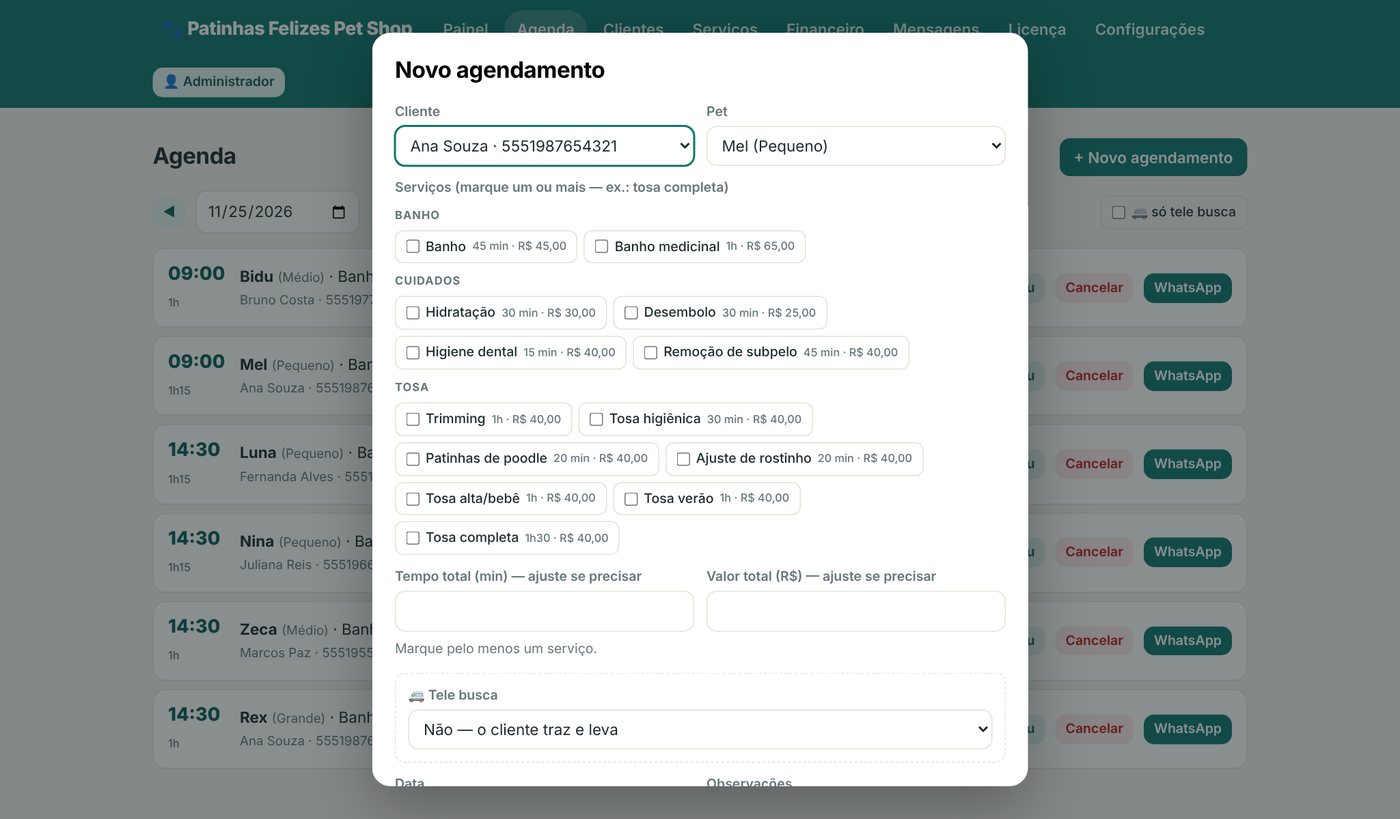 🐾 Patinhas Felizes Pet Shop Painel Agenda Clientes Serviços Financeiro Mensagens Licença Configurações
👤 Administrador
Novo agendamento
Cliente Pet
Ana Souza · 5551987654321 Mel (Pequeno)
Serviços (marque um ou mais — ex.: tosa completa)
BANHO
Banho 45 min · R$ 45,00 Banho medicinal 1h · R$ 65,00
CUIDADOS
Hidratação 30 min · R$ 30,00 Desembolo 30 min · R$ 25,00
Higiene dental 15 min · R$ 40,00 Remoção de subpelo 45 min · R$ 40,00
TOSA
Trimming 1h · R$ 40,00 Tosa higiênica 30 min · R$ 40,00
Patinhas de poodle 20 min · R$ 40,00 Ajuste de rostinho 20 min · R$ 40,00
Tosa alta/bebê 1h · R$ 40,00 Tosa verão 1h · R$ 40,00
Tosa completa 1h30 · R$ 40,00
Tempo total (min) — ajuste se precisar Valor total (R$) — ajuste se precisar
Marque pelo menos um serviço.
🚐 Tele busca
Não — o cliente traz e leva
Data Observações
Agenda + Novo agendamento
◀ 11/25/2026 🚐 só tele busca
09:00 Bidu (Médio) · Banh
1h Bruno Costa · 555197 u Cancelar WhatsApp
09:00 Mel (Pequeno) · Ban
1h15 Ana Souza · 5551987 u Cancelar WhatsApp
14:30 Luna (Pequeno) · Ba
1h15 Fernanda Alves · 5551 u Cancelar WhatsApp
14:30 Nina (Pequeno) · Ba
1h15 Juliana Reis · 555196 u Cancelar WhatsApp
14:30 Zeca (Médio) · Banh
1h Marcos Paz · 555195 u Cancelar WhatsApp
14:30 Rex (Grande) · Banh
1h Ana Souza · 5551987 u Cancelar WhatsApp